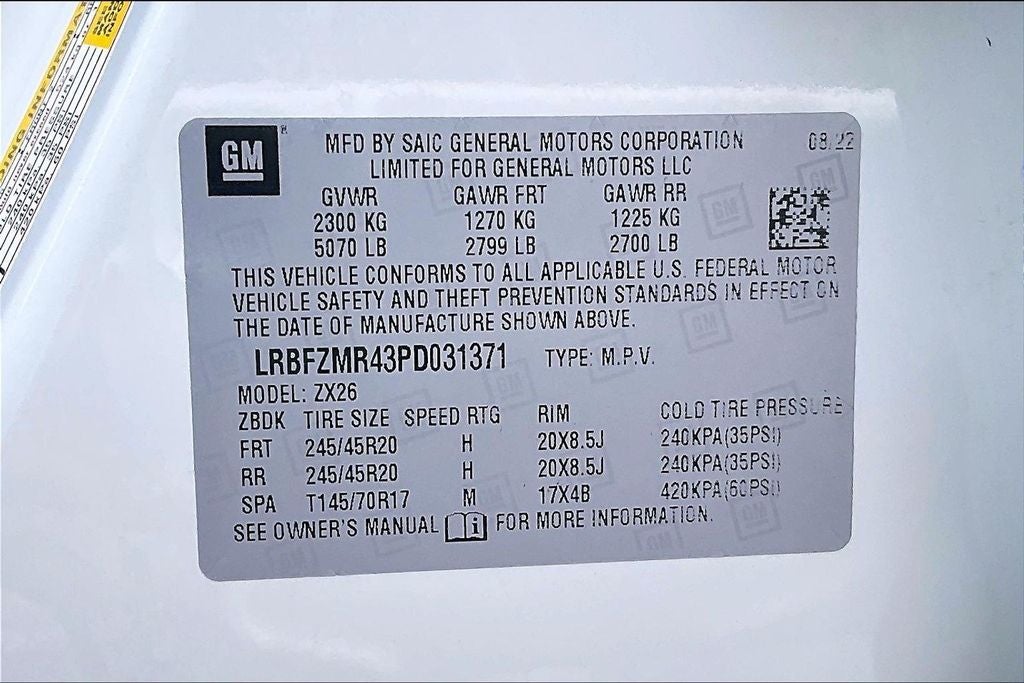 GM
MFD BY SAIC GENERAL MOTORS CORPORATION 08/22
LIMITED FOR GENERAL MOTORS LLC
GVWR GAWR FRT GAWR RR
2300 KG 1270 KG 1225 KG
5070 LB 2799 LB 2700 LB
THIS VEHICLE CONFORMS TO ALL APPLICABLE U.S. FEDERAL MOTOR
VEHICLE SAFETY AND THEFT PREVENTION STANDARDS IN EFFECT ON
THE DATE OF MANUFACTURE SHOWN ABOVE.
LRBFZMR43PD031371 TYPE: M.P.V.
MODEL: ZX26
ZBDK TIRE SIZE SPEED RTG RIM COLD TIRE PRESSURE
FRT 245/45R20 H 20X8.5J 240KPA(35PSI)
RR 245/45R20 H 20X8.5J 240KPA(35PSI)
SPA T145/70R17 M 17X4B 420KPA(60PSI)
SEE OWNER'S MANUAL i FOR MORE INFORMATION.